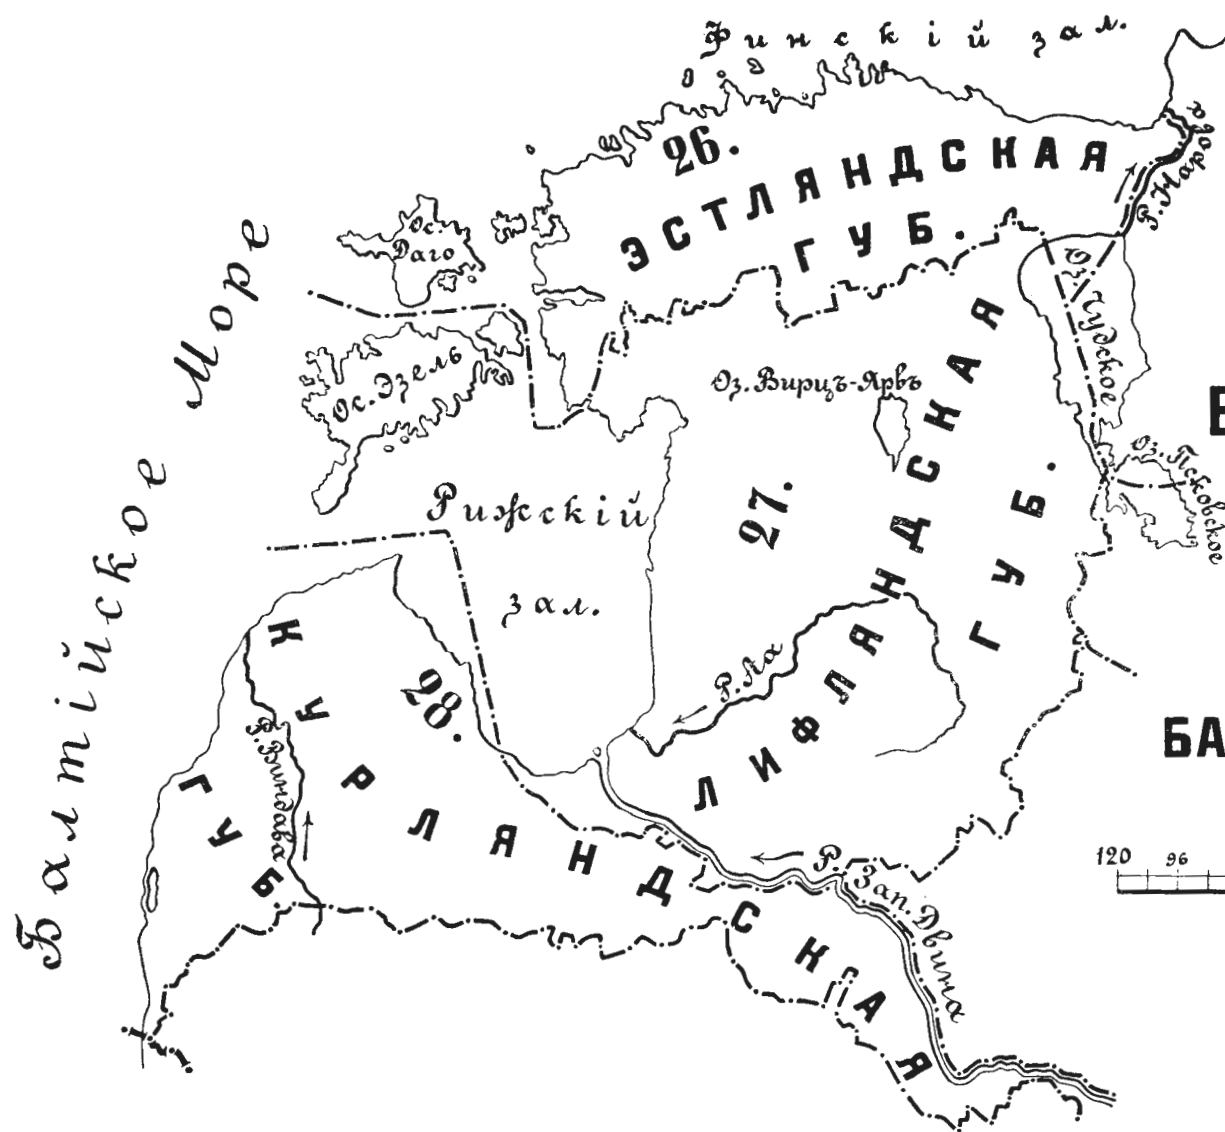 Финскій зал.
26.
ЭСТЛЯНДСКАЯ
ГУБ.
Р. Нарова
Ос.
Даго
Балтійское Море
Ос. Эзель
Оз. Чудское
Оз. Вирцъ-Ярвъ
Оз. Псковское
Рижскій
зал.
27.
ЛИФЛЯНДСКАЯ
ГУБ.
Р. Аа
28.
КУРЛЯНДСКАЯ
ГУБ
Р. Виндава
Р. Зап. Двина
БА
120 96